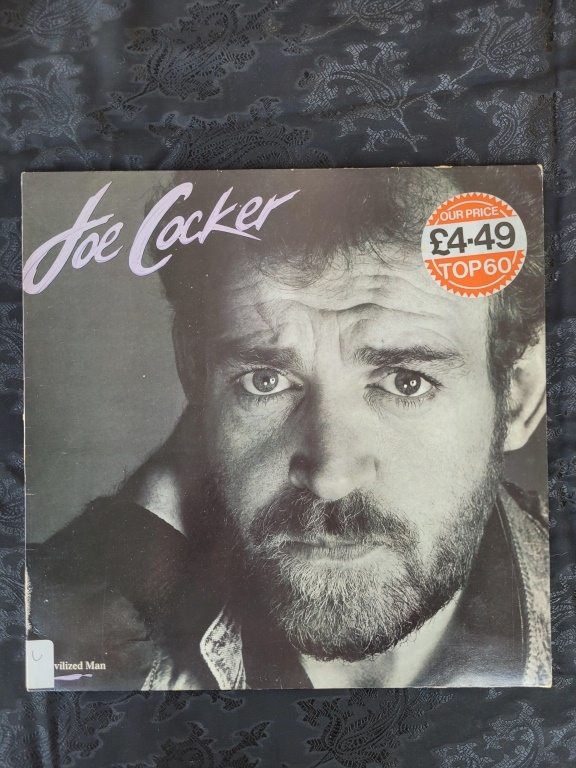 Joe Cocker
OUR PRICE
£4·49
TOP 60
vilized Man